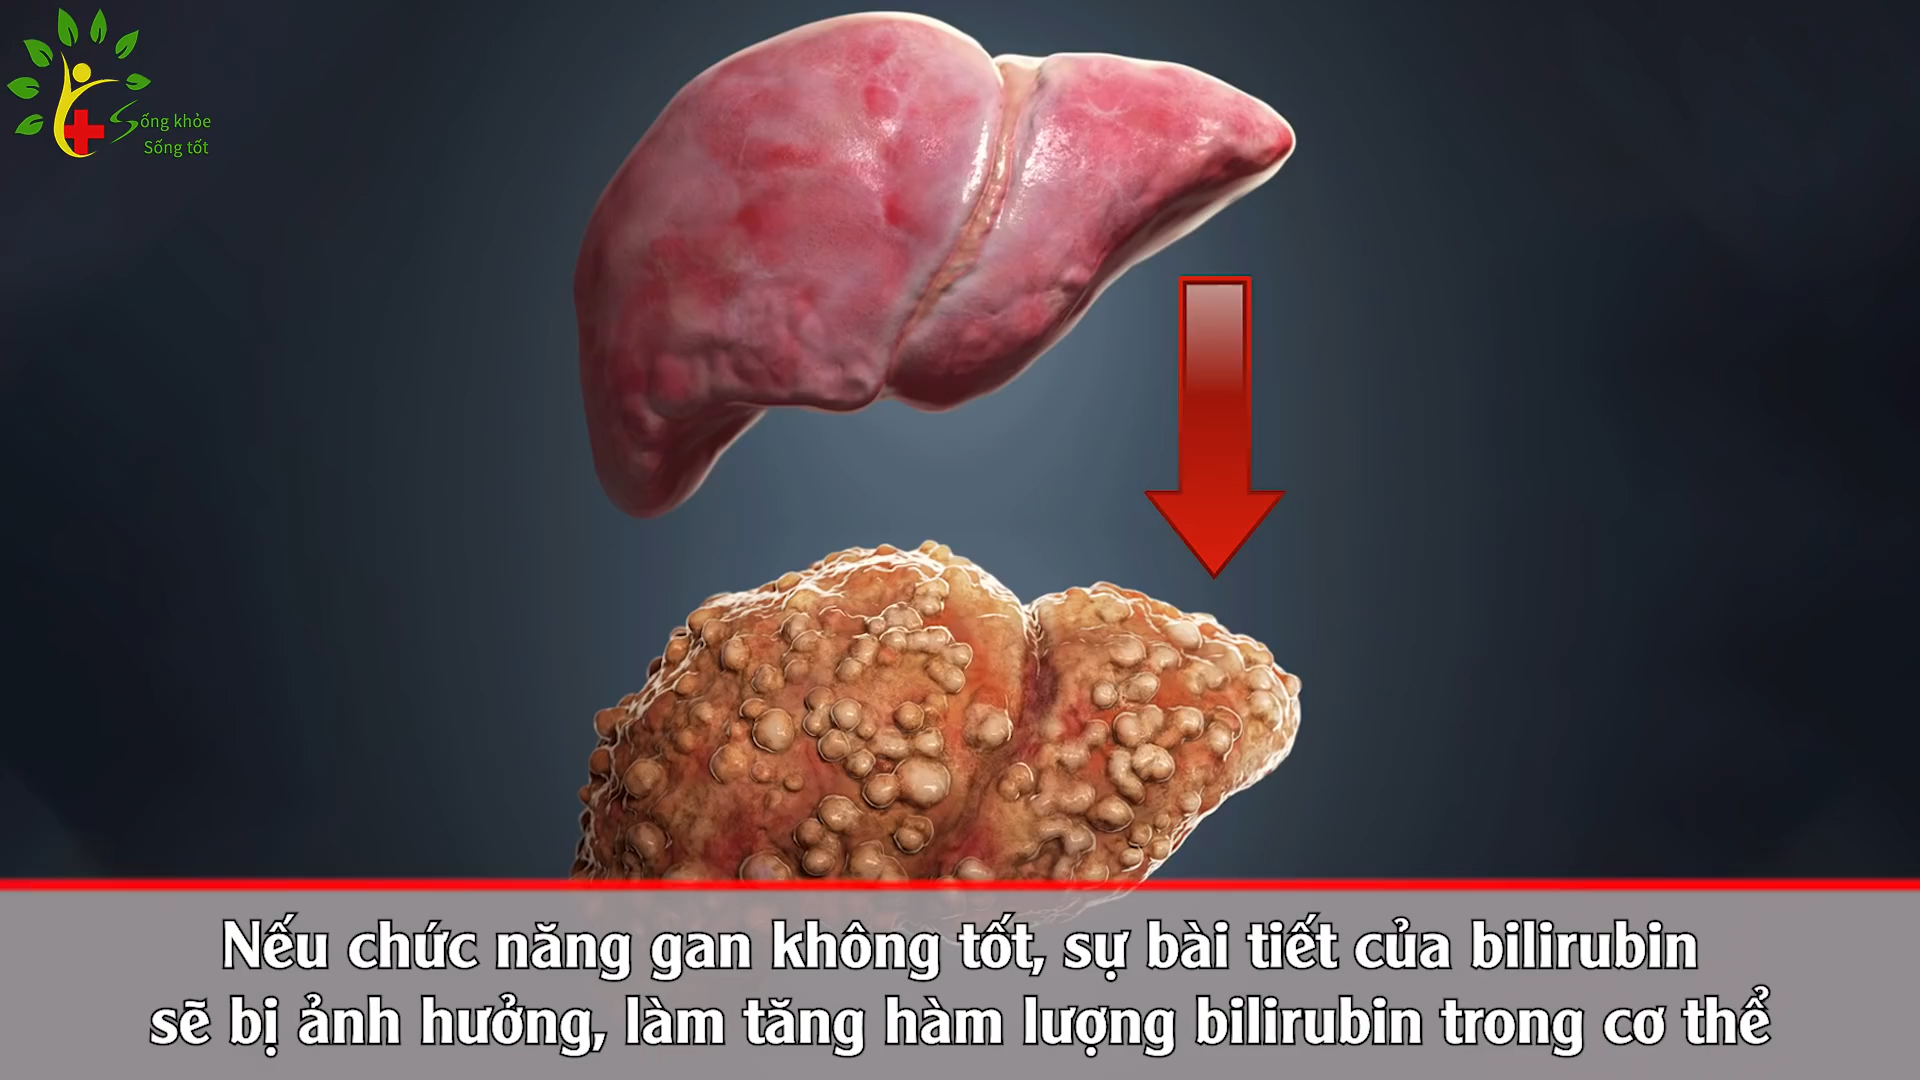 Sống khỏe
Sống tốt
Nếu chức năng gan không tốt, sự bài tiết của bilirubin
sẽ bị ảnh hưởng, làm tăng hàm lượng bilirubin trong cơ thể